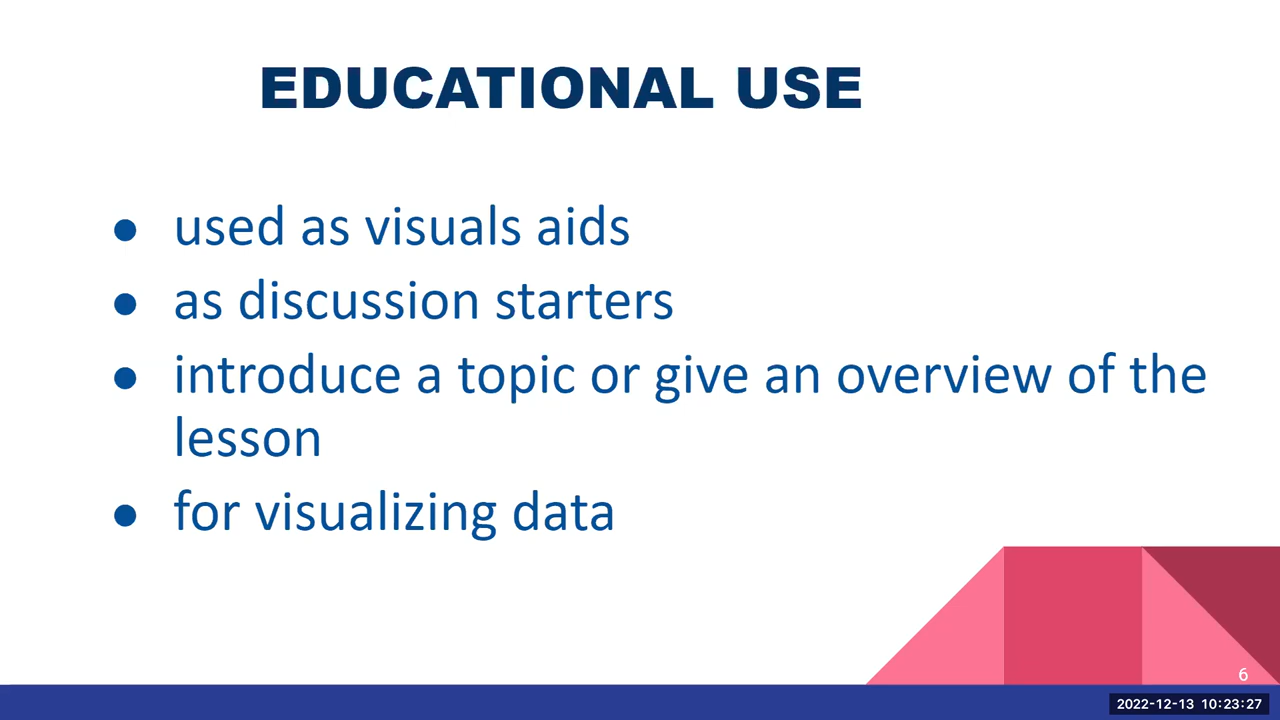 EDUCATIONAL USE
● used as visuals aids
● as discussion starters
● introduce a topic or give an overview of the
lesson
● for visualizing data
6
2022-12-13 10:23:27